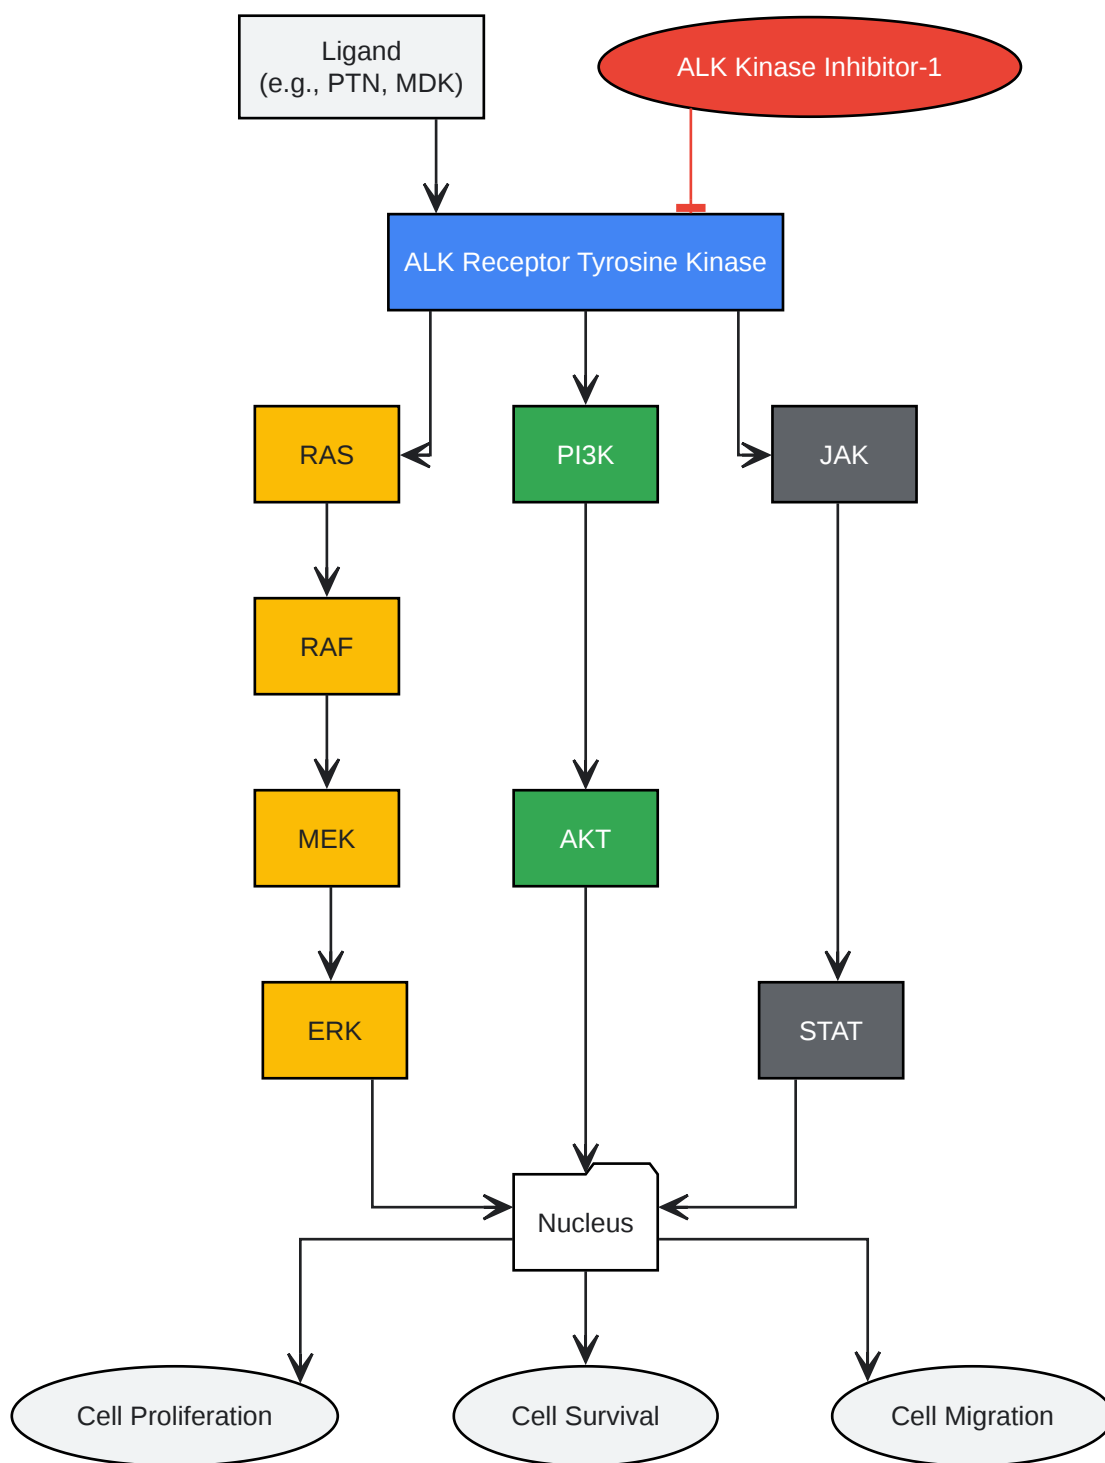 Ligand
(e.g., PTN, MDK)
ALK Kinase Inhibitor-1
ALK Receptor Tyrosine Kinase
RAS
PI3K
JAK
RAF
MEK
AKT
ERK
STAT
Nucleus
Cell Proliferation
Cell Survival
Cell Migration